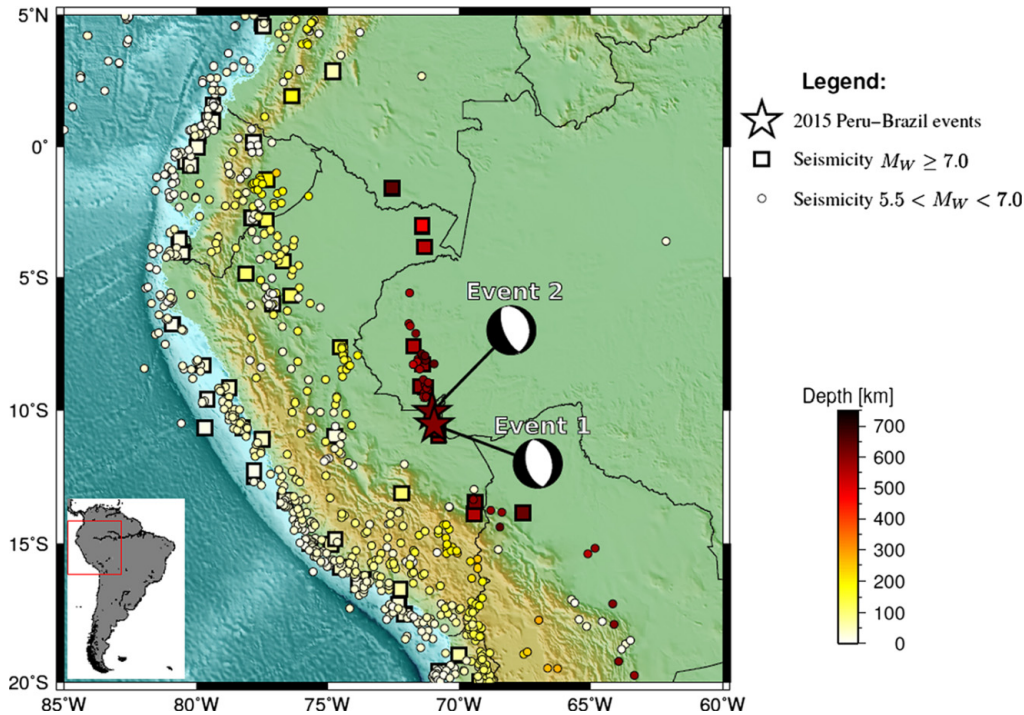 5°N
0°
5°S
10°S
15°S
20°S
85°W
80°W
75°W
70°W
65°W
60°W
Event 2
Event 1
Legend:
2015 Peru–Brazil events
Seismicity M_W ≥ 7.0
Seismicity 5.5 < M_W < 7.0
Depth [km]
700
600
500
400
300
200
100
0